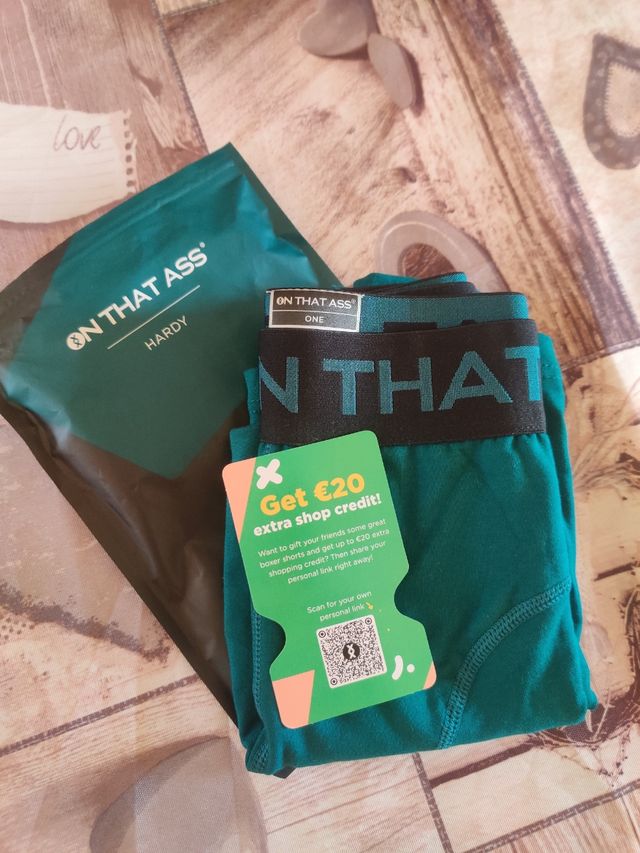 love
ON THAT ASS®
HARDY
ON THAT ASS®
ONE
N THAT
Get €20
extra shop credit!
Want to gift your friends some great
boxer shorts and get up to €20 extra
shopping credit? Then share your
personal link right away!
Scan for your own
personal link